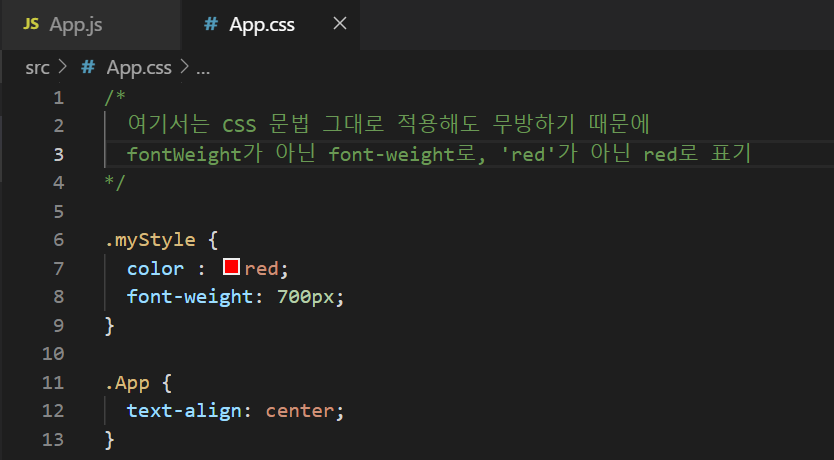 JS App.js # App.css ×
src > # App.css > ...
1 /*
2 여기서는 CSS 문법 그대로 적용해도 무방하기 때문에
3 fontWeight가 아닌 font-weight로, 'red'가 아닌 red로 표기
4 */
5
6 .myStyle {
7 color : red;
8 font-weight: 700px;
9 }
10
11 .App {
12 text-align: center;
13 }